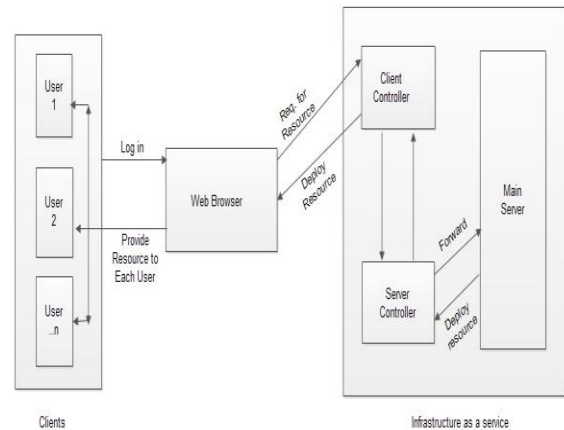 User
1
User
2
User
..n
Clients
Log in
Provide
Resource to
Each User
Web Browser
Req- for
Resource
Deploy
Resource
Client
Controller
Server
Controller
Forward
Deploy
resource
Main
Server
Infrastructure as a service